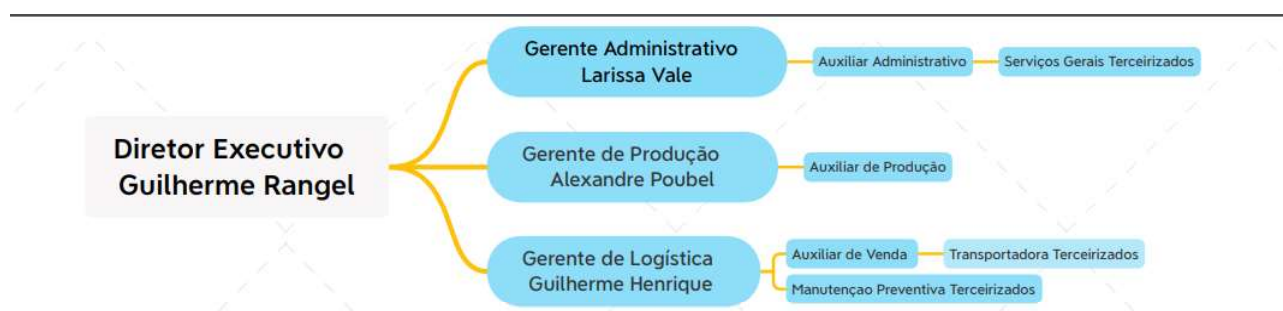 Diretor Executivo
Guilherme Rangel
Gerente Administrativo
Larissa Vale
Auxiliar Administrativo
Serviços Gerais Terceirizados
Gerente de Produção
Alexandre Poubel
Auxiliar de Produção
Gerente de Logística
Guilherme Henrique
Auxiliar de Venda
Transportadora Terceirizados
Manutençao Preventiva Terceirizados